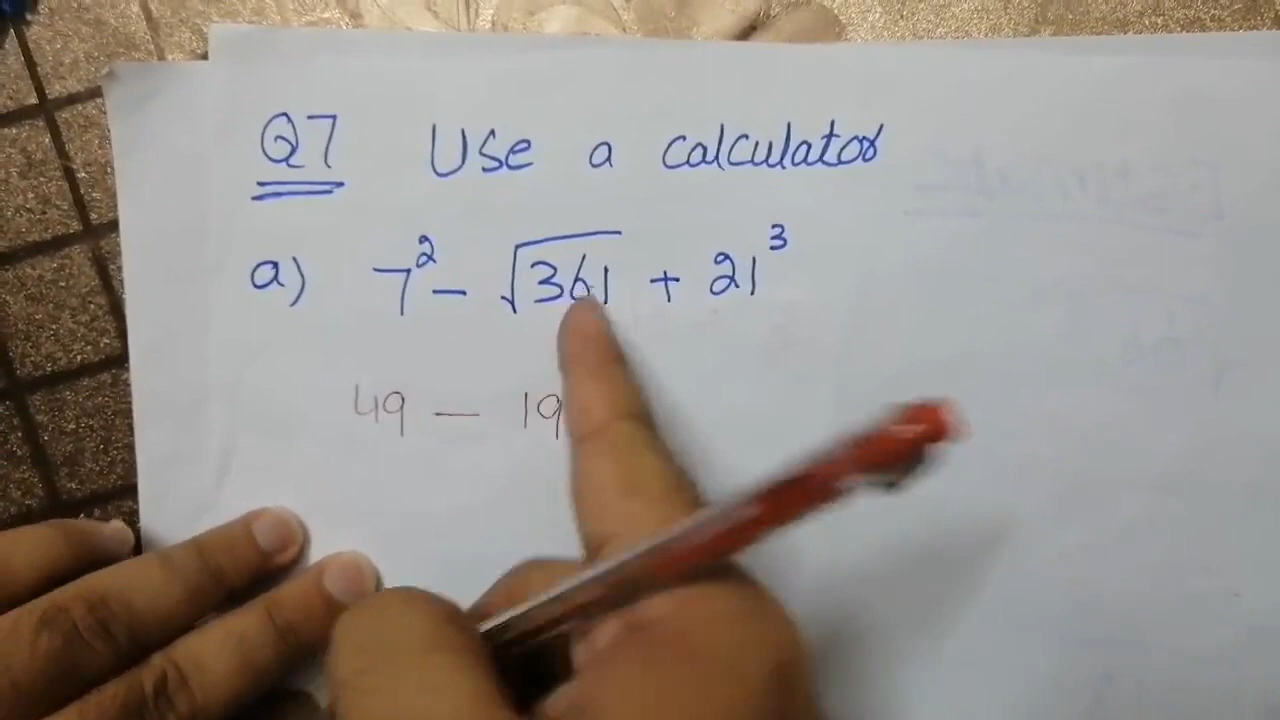 Q7 Use a calculator
a) 7² - √361 + 21³
49 - 19